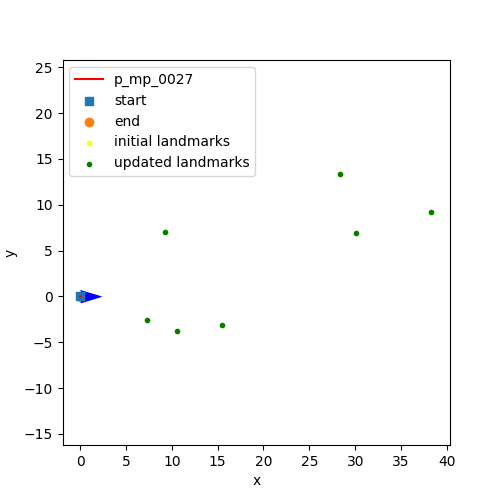 25
20
15
10
5
0
−5
−10
−15
y
p_mp_0027
start
end
initial landmarks
updated landmarks
0 5 10 15 20 25 30 35 40
x